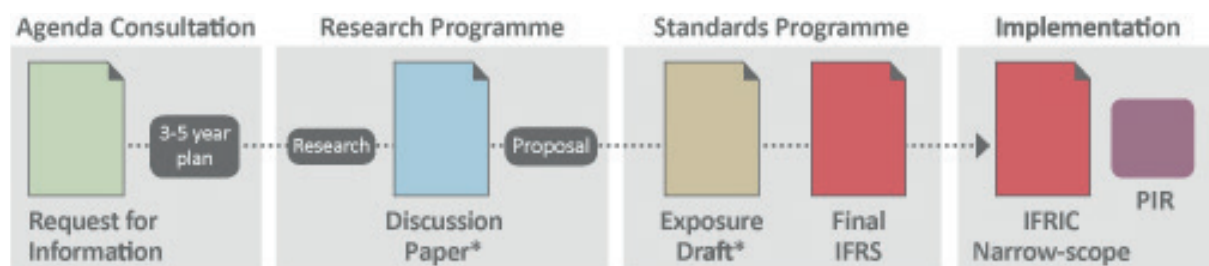 Agenda Consultation
Research Programme
Standards Programme
Implementation
3-5 year
plan
Research
Proposal
Request for
Information
Discussion
Paper*
Exposure
Draft*
Final
IFRS
IFRIC
Narrow-scope
PIR